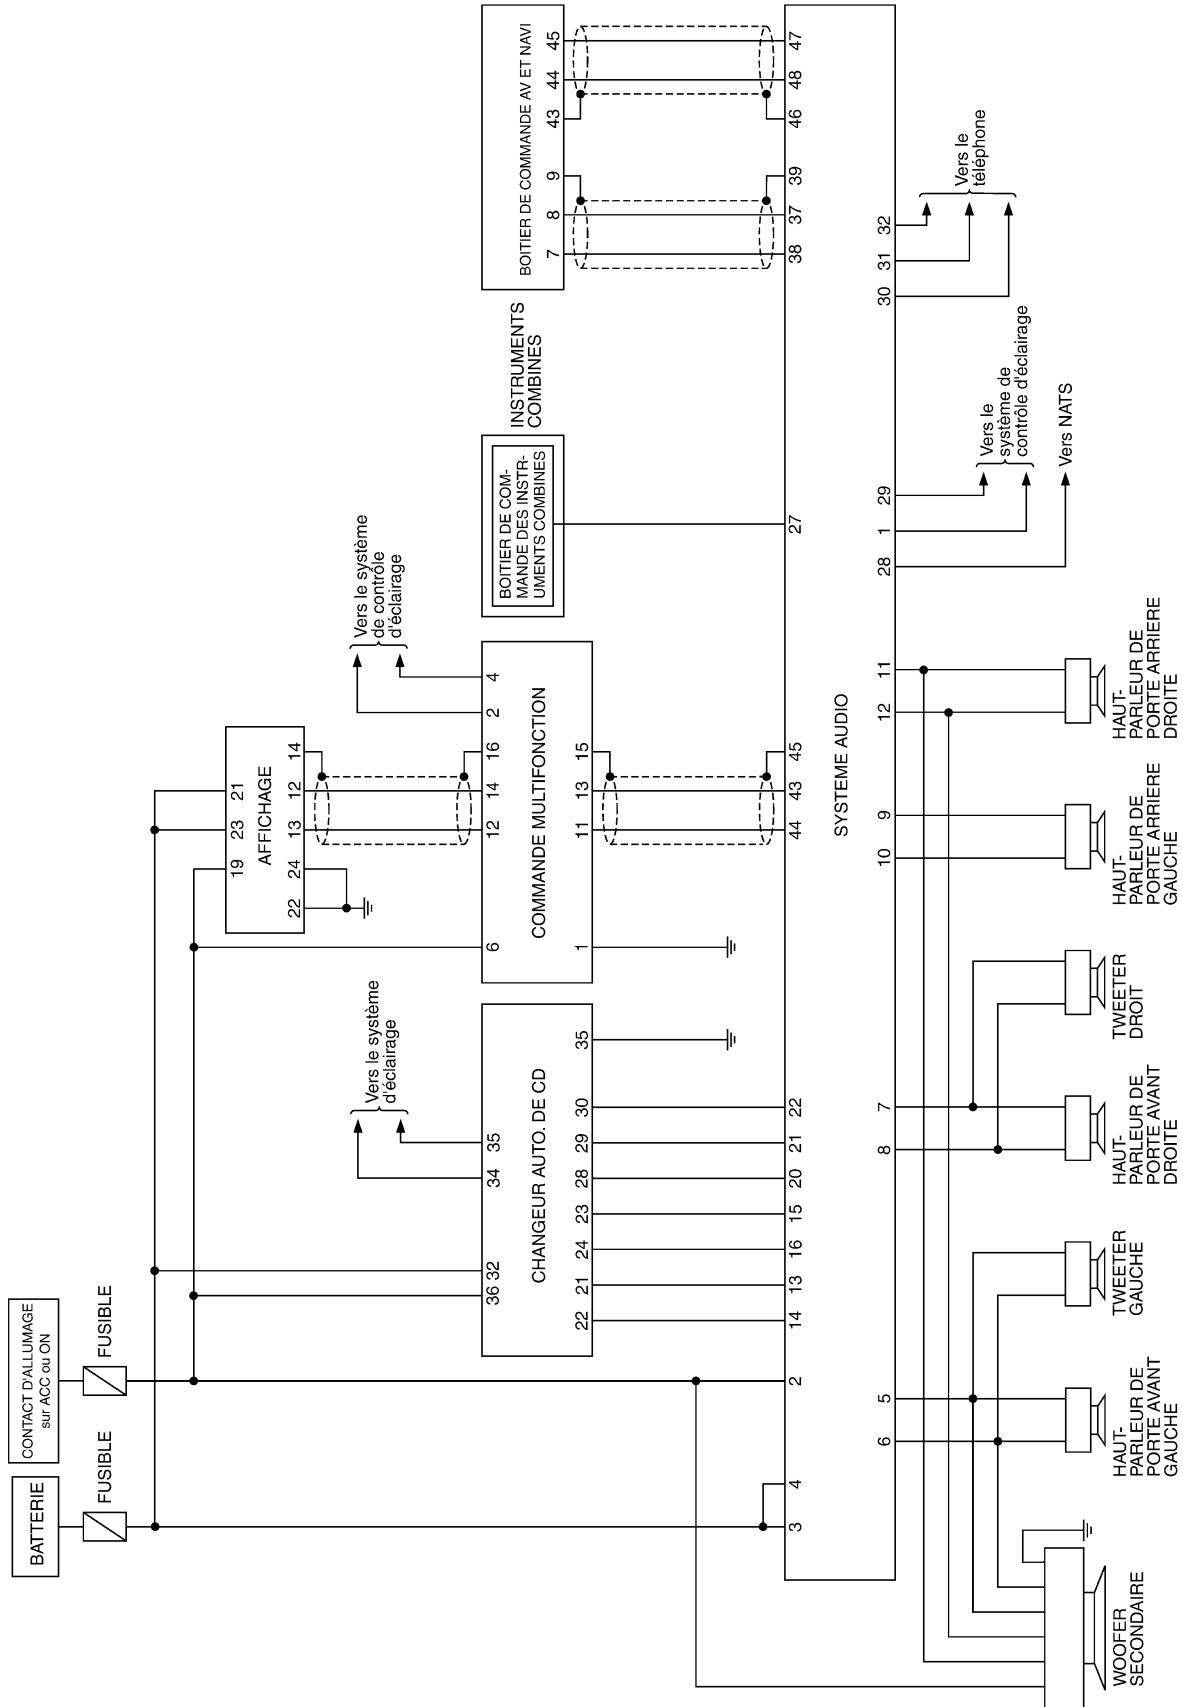 BATTERIE
FUSIBLE
CONTACT D'ALLUMAGE
sur ACC ou ON
FUSIBLE
19
23
21
AFFICHAGE
22
24
13
12
14
Vers le système
d'éclairage
Vers le système
de contrôle
d'éclairage
36
32
34
35
CHANGEUR AUTO. DE CD
22
21
24
23
28
29
30
35
6
12
14
16
2
4
COMMANDE MULTIFONCTION
1
11
13
15
INSTRUMENTS
COMBINES
BOITIER DE COM-
MANDE DES INSTR-
UMENTS COMBINES
BOITIER DE COMMANDE AV ET NAVI
7
8
9
43
44
45
3
4
2
14
13
16
15
20
21
22
44
43
45
27
38
37
39
46
48
47
SYSTEME AUDIO
6
5
8
7
10
9
12
11
28
1
29
30
31
32
Vers le
système de
contrôle d'éclairage
Vers NATS
Vers le
téléphone
WOOFER
SECONDAIRE
HAUT-
PARLEUR DE
PORTE AVANT
GAUCHE
TWEETER
GAUCHE
HAUT-
PARLEUR DE
PORTE AVANT
DROITE
TWEETER
DROIT
HAUT-
PARLEUR DE
PORTE ARRIERE
GAUCHE
HAUT-
PARLEUR DE
PORTE ARRIERE
DROITE